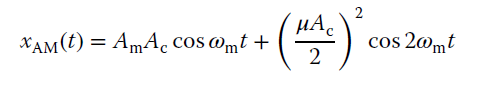 x_AM(t) = A_m A_c cos ω_m t + (μA_c / 2)² cos 2ω_m t